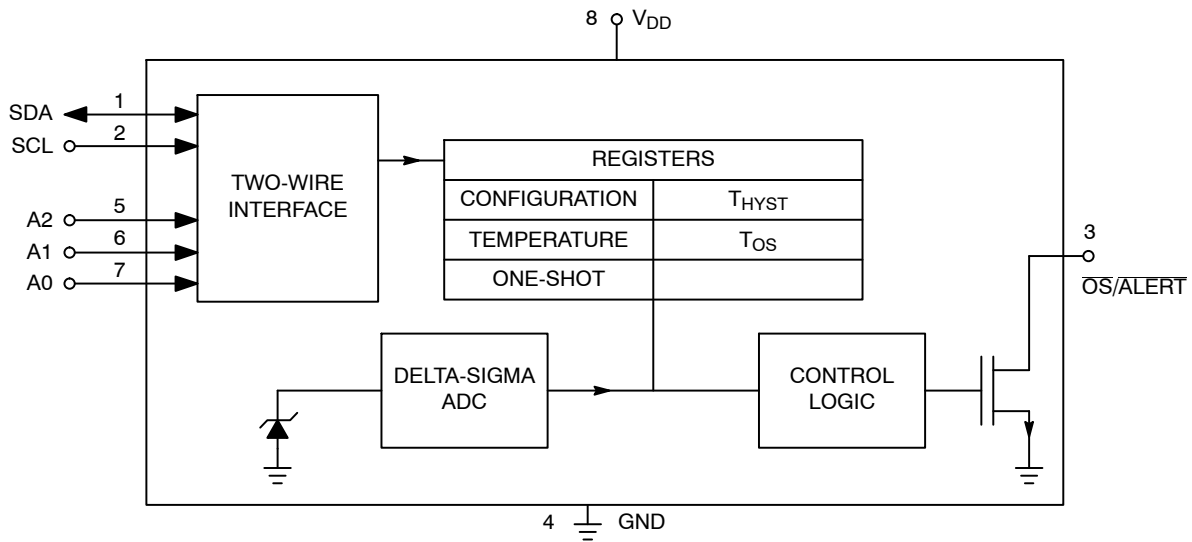 8 VDD
SDA 1
SCL 2
A2 5
A1 6
A0 7
TWO-WIRE
INTERFACE
REGISTERS
CONFIGURATION THYST
TEMPERATURE TOS
ONE-SHOT
3
OS/ALERT
DELTA-SIGMA
ADC
CONTROL
LOGIC
4 GND